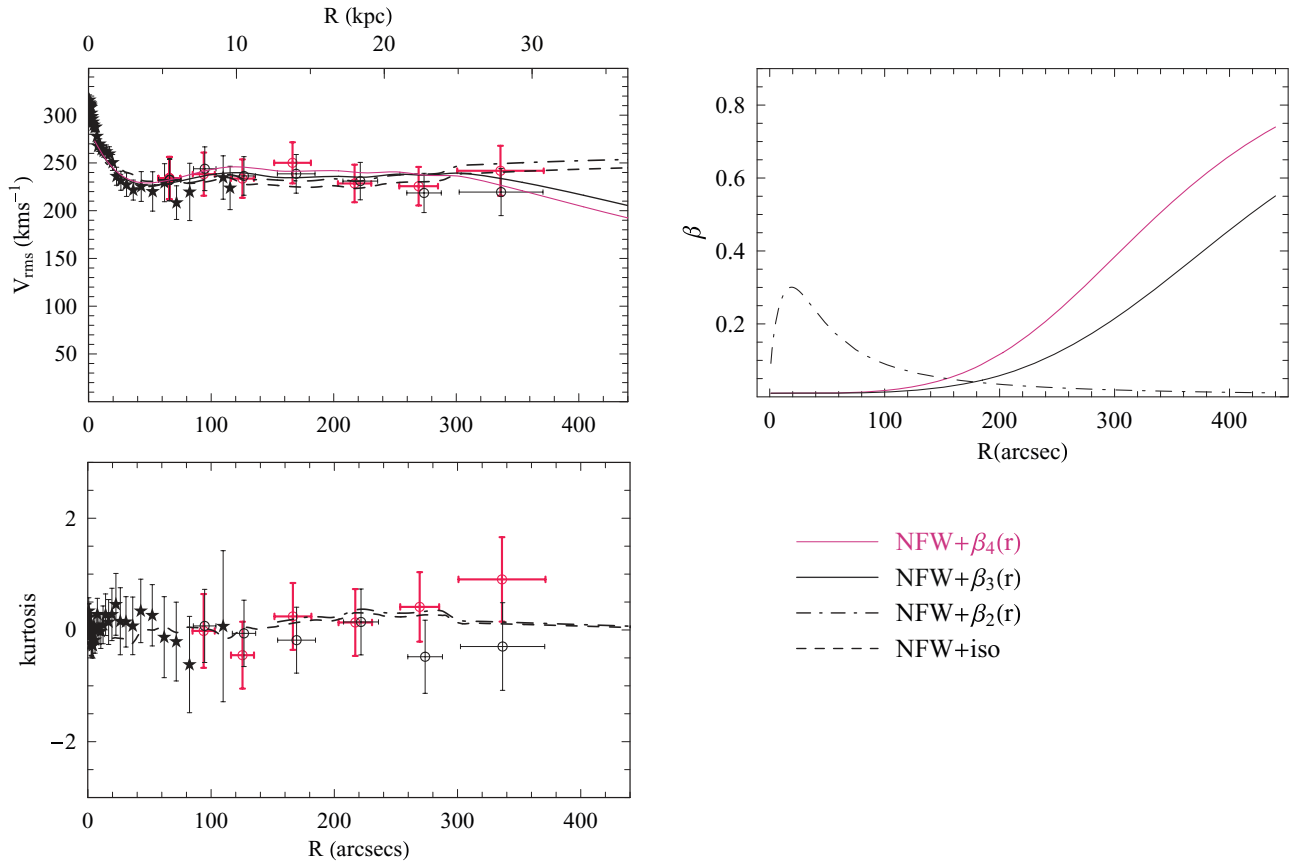 R (kpc)
0 10 20 30
300
250
200
150
100
50
V_rms (kms⁻¹)
0 100 200 300 400
0.8
0.6
0.4
0.2
β
0 100 200 300 400
R(arcsec)
2
0
−2
kurtosis
0 100 200 300 400
R (arcsecs)
NFW+β₄(r)
NFW+β₃(r)
NFW+β₂(r)
NFW+iso